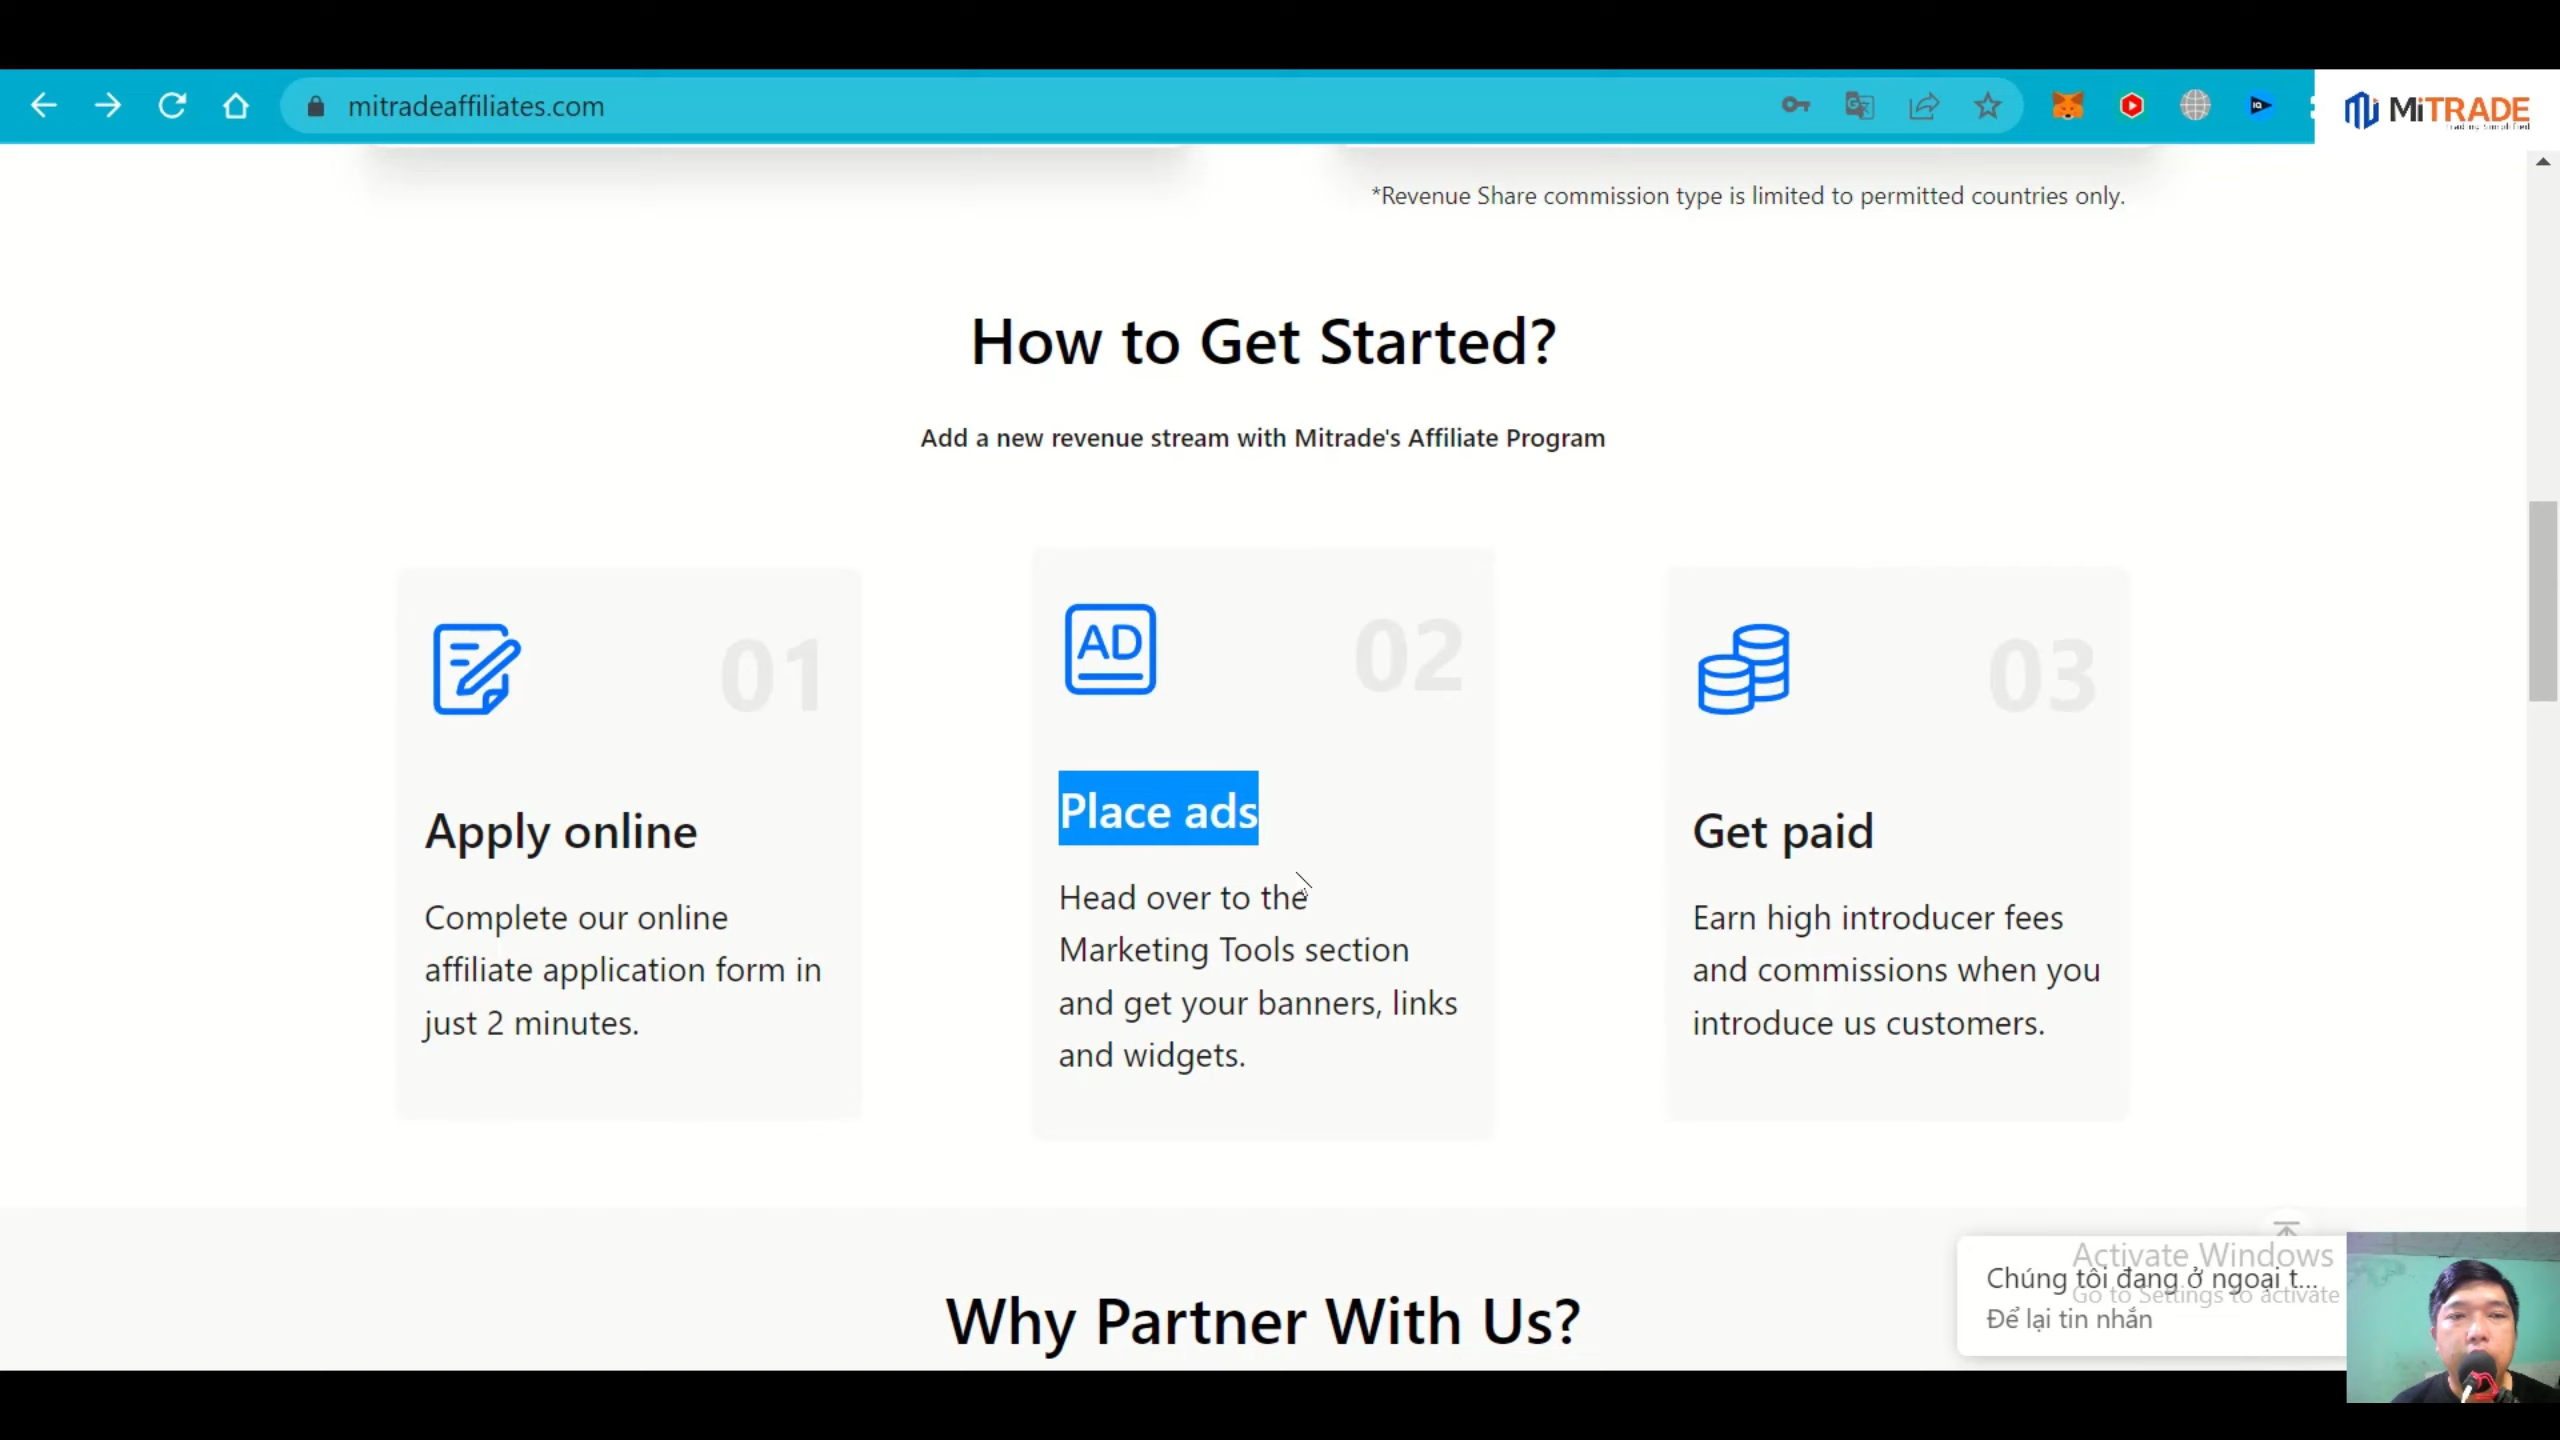 mitradeaffiliates.com
MiTRADE
*Revenue Share commission type is limited to permitted countries only.
How to Get Started?
Add a new revenue stream with Mitrade's Affiliate Program
01
Apply online
Complete our online
affiliate application form in
just 2 minutes.
AD
02
Place ads
Head over to the
Marketing Tools section
and get your banners, links
and widgets.
03
Get paid
Earn high introducer fees
and commissions when you
introduce us customers.
Why Partner With Us?
Activate Windows
Chúng tôi đang ở ngoại t...
Go to Settings to activate
Để lại tin nhắn